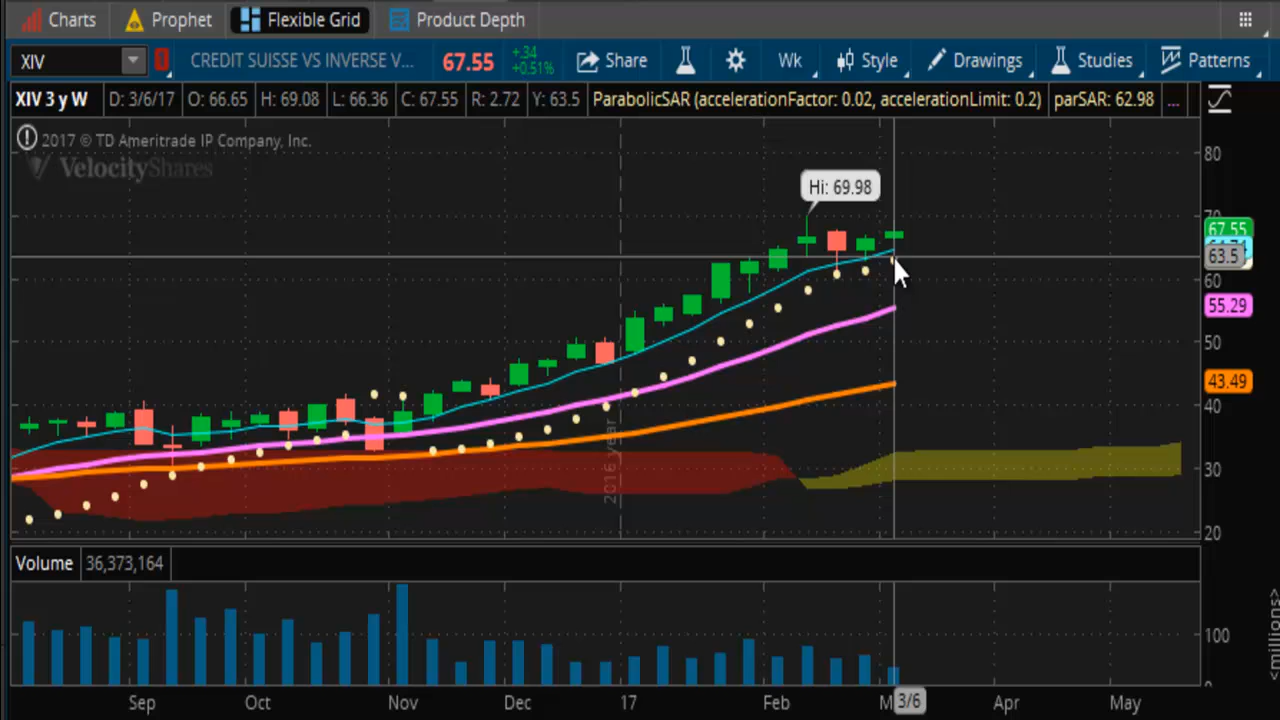 Charts Prophet Flexible Grid Product Depth
XIV CREDIT SUISSE VS INVERSE V... 67.55 +.34 +0.51% Share Wk Style Drawings Studies Patterns
XIV 3 y W D: 3/6/17 O: 66.65 H: 69.08 L: 66.36 C: 67.55 R: 2.72 Y: 63.5 ParabolicSAR (accelerationFactor: 0.02, accelerationLimit: 0.2) parSAR: 62.98 ...
2017 © TD Ameritrade IP Company, Inc.
VelocityShares
80
Hi: 69.98
70
67.55
63.5
60
55.29
50
43.49
40
30
2016 year
20
Volume 36,373,164
100
<millions>
Sep Oct Nov Dec 17 Feb 3/6 Apr May